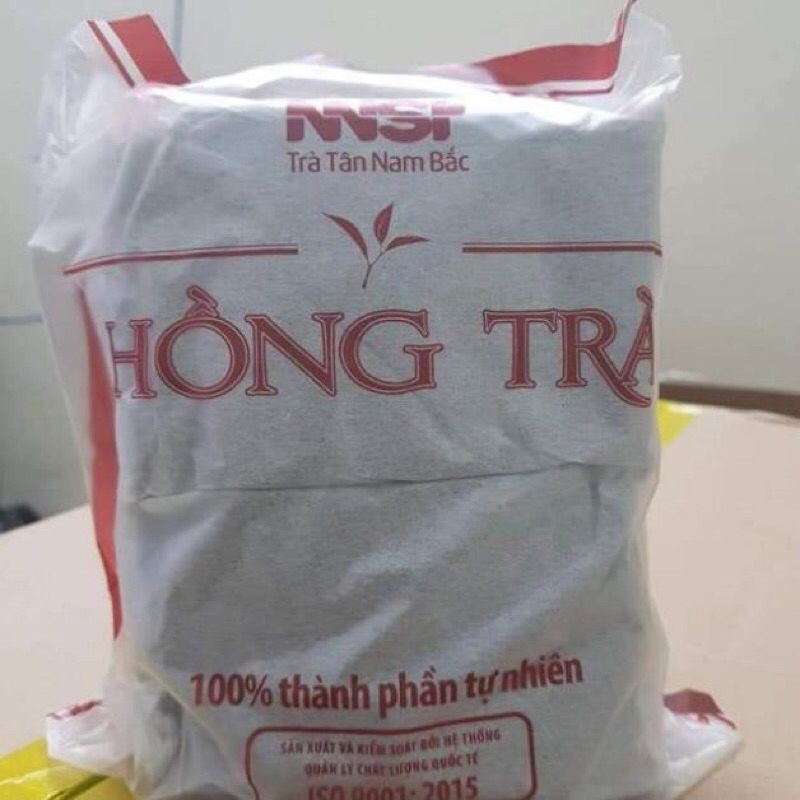 Trà Tân Nam Bắc
HỒNG TRÀ
100% thành phần tự nhiên
SẢN XUẤT VÀ KIỂM SOÁT BỞI HỆ THỐNG
QUẢN LÝ CHẤT LƯỢNG QUỐC TẾ
ISO 9001:2015